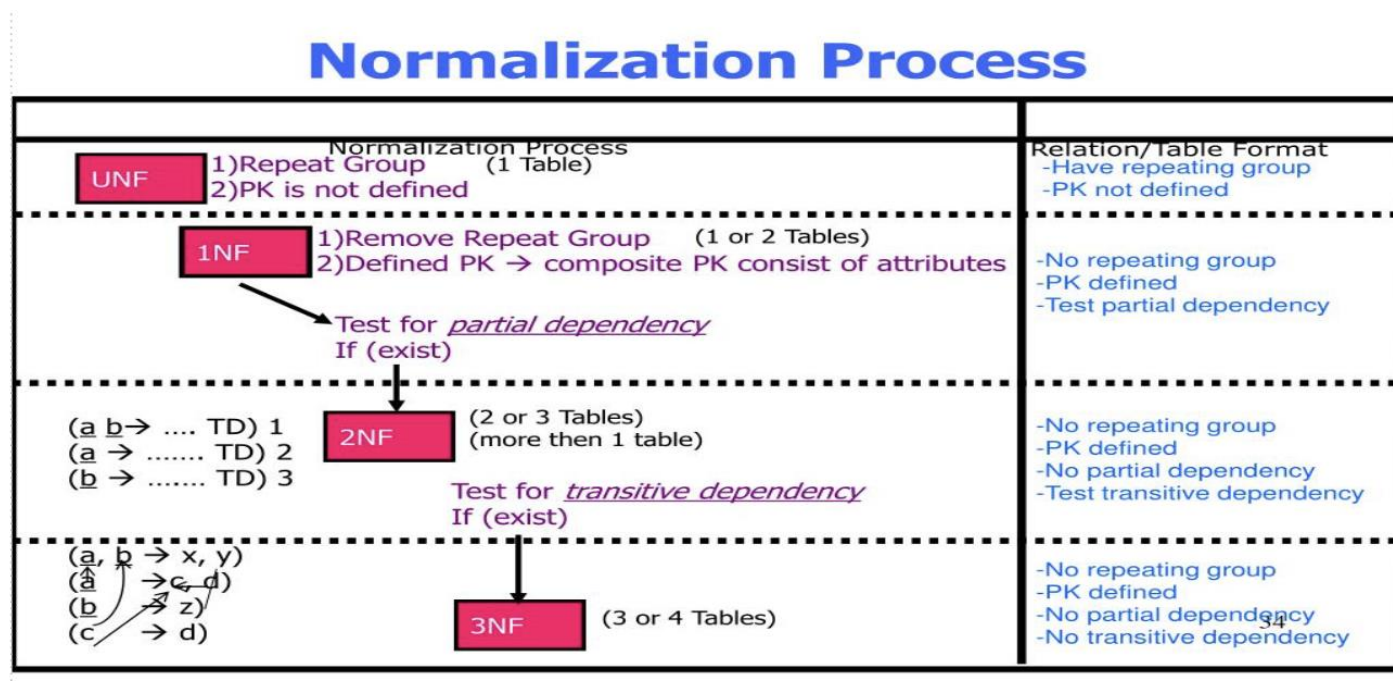 Normalization Process
Normalization Process
Relation/Table Format
UNF
1)Repeat Group (1 Table)
2)PK is not defined
-Have repeating group
-PK not defined
1NF
1)Remove Repeat Group (1 or 2 Tables)
2)Defined PK → composite PK consist of attributes
Test for partial dependency
If (exist)
-No repeating group
-PK defined
-Test partial dependency
(a b→ .... TD) 1
(a → ....... TD) 2
(b → ....... TD) 3
2NF
(2 or 3 Tables)
(more then 1 table)
Test for transitive dependency
If (exist)
-No repeating group
-PK defined
-No partial dependency
-Test transitive dependency
(a, b → x, y)
(a →c, d)
(b → z)
(c → d)
3NF
(3 or 4 Tables)
-No repeating group
-PK defined
-No partial dependency
-No transitive dependency
34